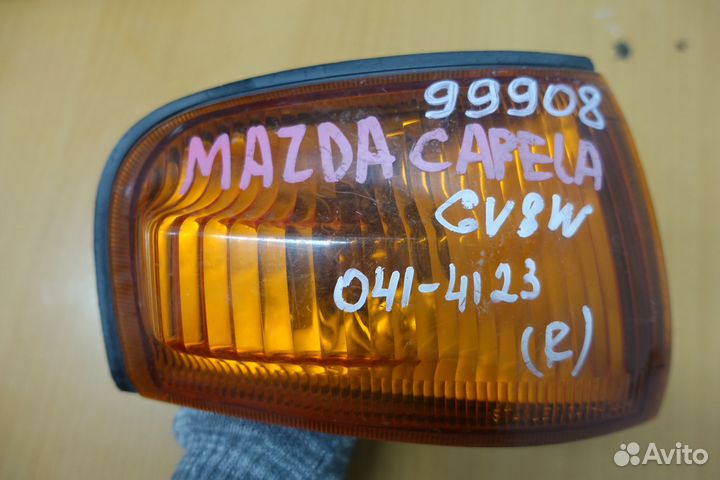 99908
MAZDA CAPELA
GV8W
041-4123
(R)
Avito